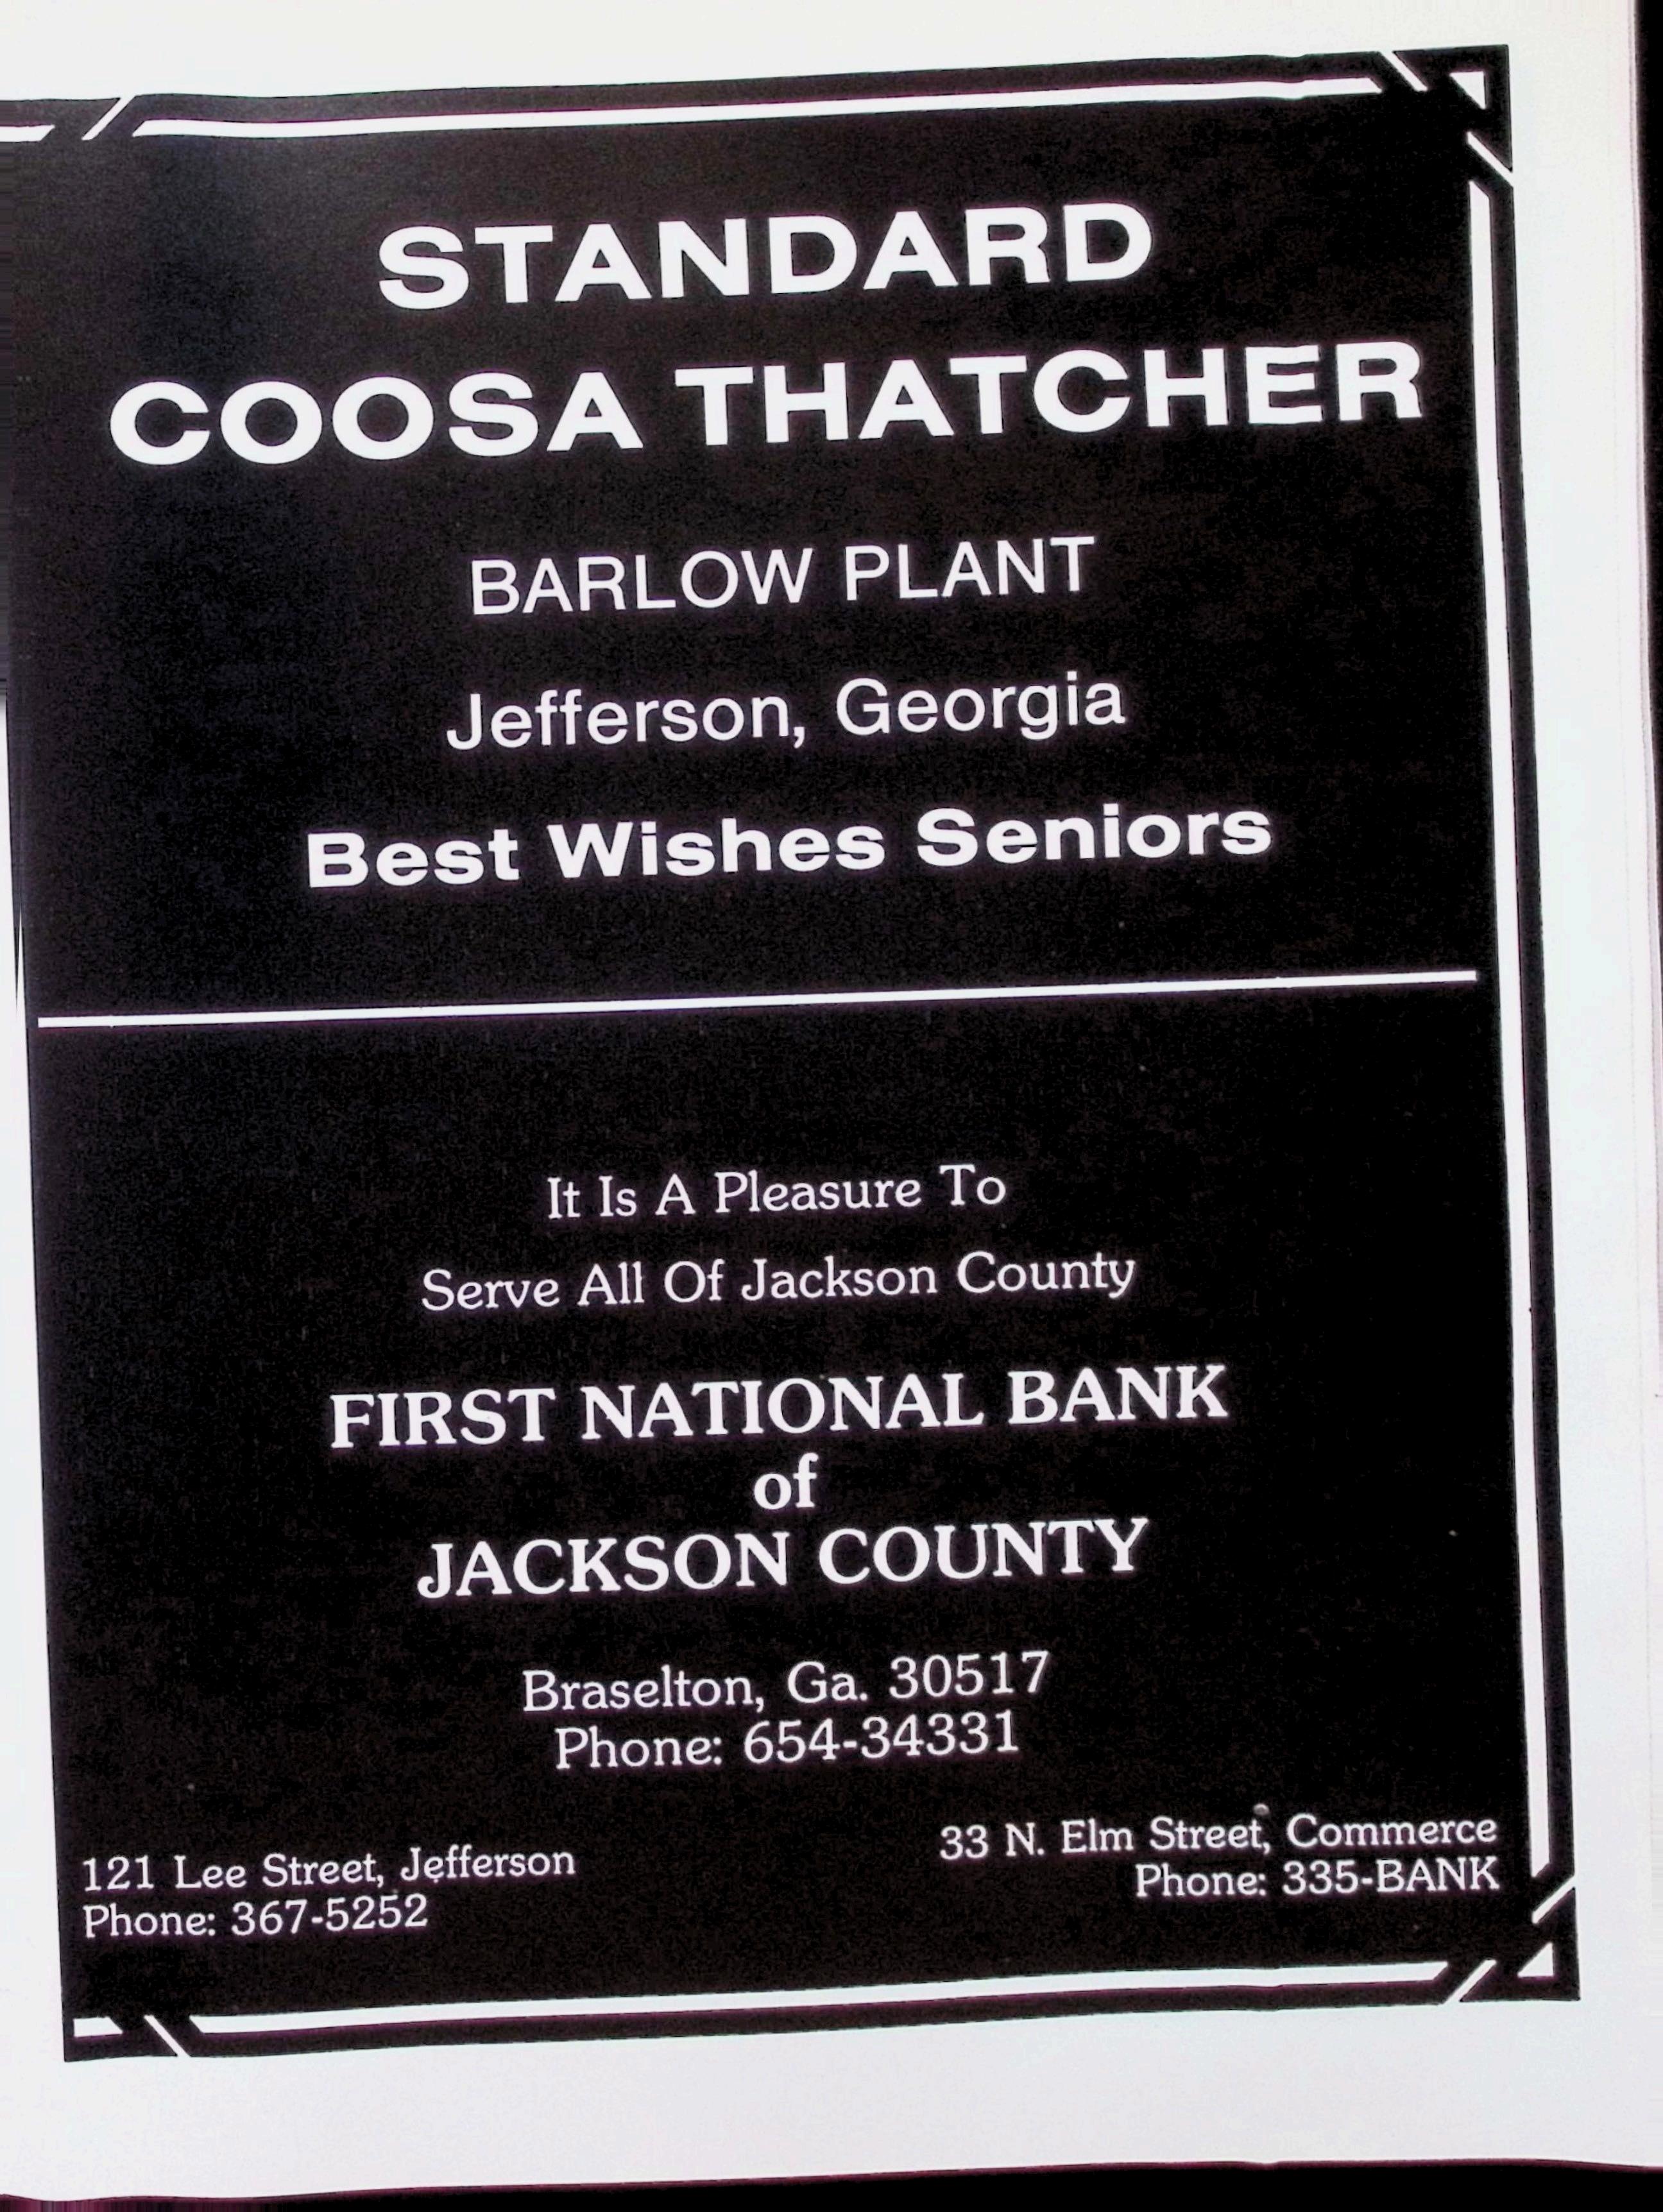 STANDARD
COOSA THATCHER
BARLOW PLANT
Jefferson, Georgia
Best Wishes Seniors
It Is A Pleasure To
Serve All Of Jackson County
FIRST NATIONAL BANK
of
JACKSON COUNTY
Braselton, Ga. 30517
Phone: 654-34331
121 Lee Street, Jefferson
Phone: 367-5252
33 N. Elm Street, Commerce
Phone: 335-BANK